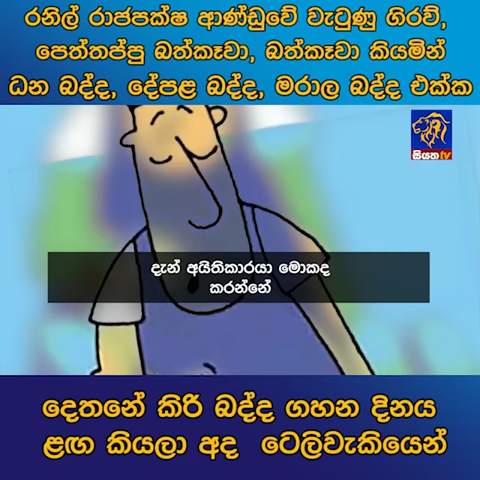 රනිල් රාජපක්ෂ ආණ්ඩුවේ වැටුණු ගිරව්,
පෙත්තප්පු බත්කෑවා, බත්කෑවා කියමින්
ධන බද්ද, දේපළ බද්ද, මරාල බද්ද එක්ක
සියත tv
දැන් අයිතිකාරයා මොකද
කරන්නේ
දෙතනේ කිරි බද්ද ගහන දිනය
ළඟ කියලා අද ටෙලිවැකියෙන්